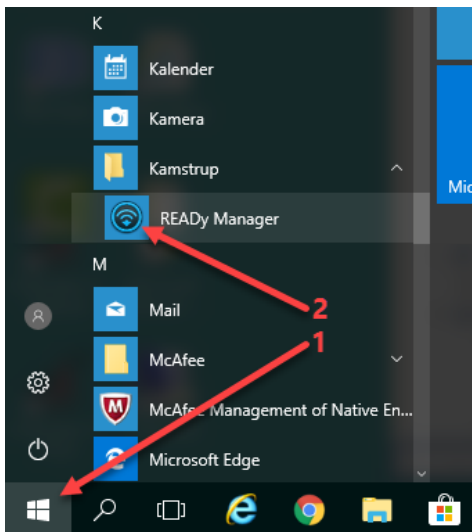 K
Kalender
Kamera
Kamstrup
Mic
READy Manager
M
Mail
2
1
McAfee
McAfee Management of Native En...
Microsoft Edge